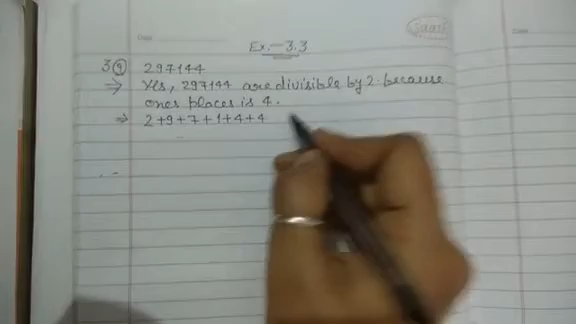 Ex.-3.3
3 (a) 297144
⇒ Yes, 297144 are divisible by 2. because
ones places is 4.
⇒ 2+9+7+1+4+4